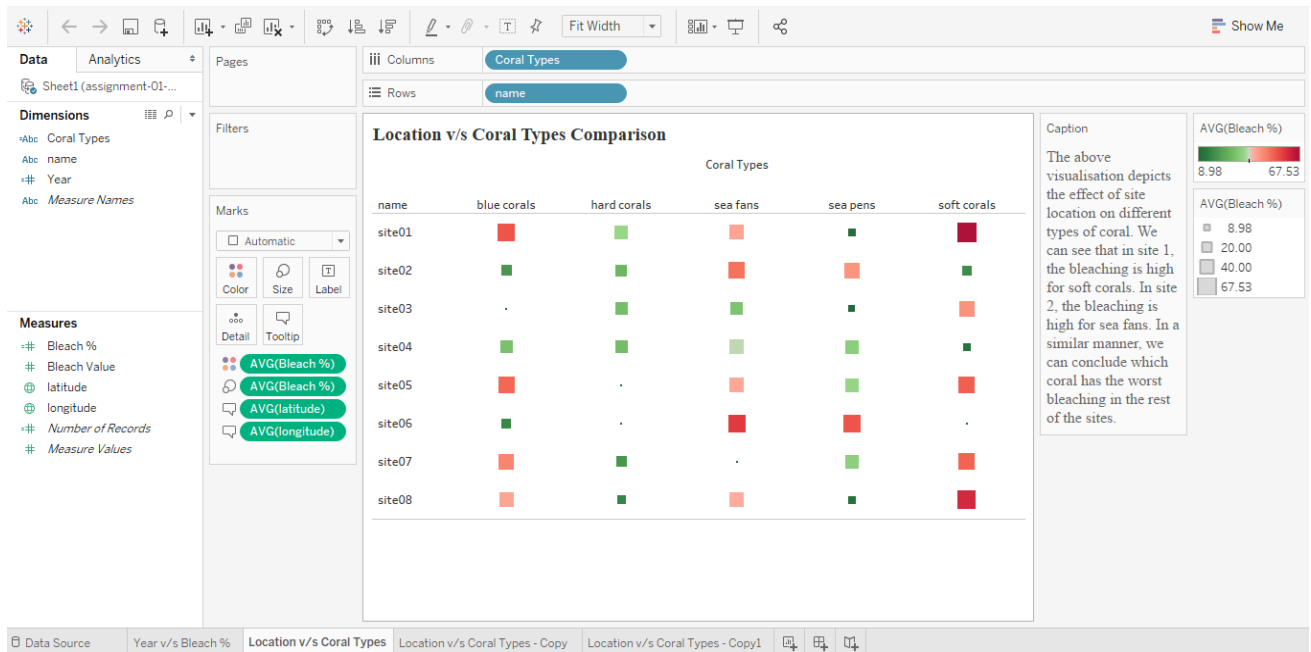 Fit Width
Show Me
Data
Analytics
Sheet1 (assignment-01-...
Dimensions
Abc Coral Types
Abc name
# Year
Abc Measure Names
Measures
# Bleach %
# Bleach Value
latitude
longitude
# Number of Records
# Measure Values
Pages
Filters
Marks
Automatic
Color Size Label
Detail Tooltip
AVG(Bleach %)
AVG(Bleach %)
AVG(latitude)
AVG(longitude)
Columns Coral Types
Rows name
Location v/s Coral Types Comparison
Coral Types
name blue corals hard corals sea fans sea pens soft corals
site01
site02
site03
site04
site05
site06
site07
site08
Caption
The above
visualisation depicts
the effect of site
location on different
types of coral. We
can see that in site 1,
the bleaching is high
for soft corals. In site
2, the bleaching is
high for sea fans. In a
similar manner, we
can conclude which
coral has the worst
bleaching in the rest
of the sites.
AVG(Bleach %)
8.98 67.53
AVG(Bleach %)
8.98
20.00
40.00
67.53
Data Source Year v/s Bleach % Location v/s Coral Types Location v/s Coral Types - Copy Location v/s Coral Types - Copy1